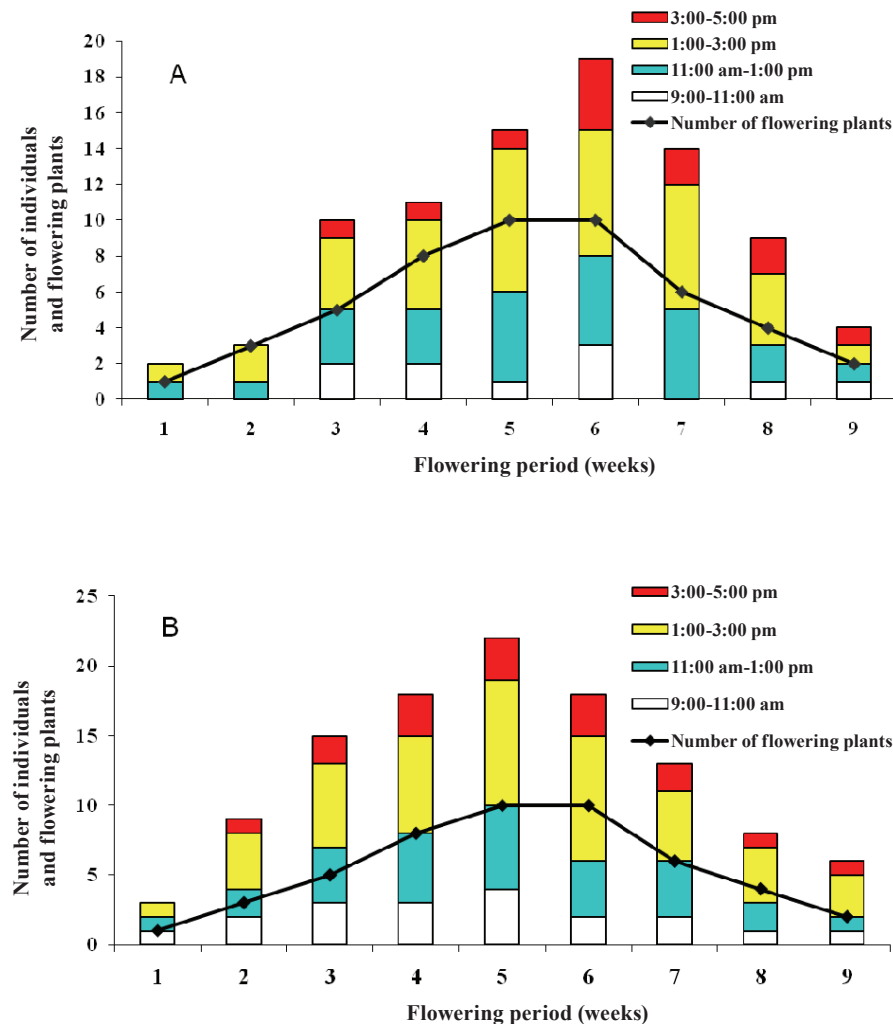 3:00-5:00 pm
1:00-3:00 pm
11:00 am-1:00 pm
9:00-11:00 am
Number of flowering plants
A
20
18
16
14
12
10
8
6
4
2
0
Number of individuals
and flowering plants
1 2 3 4 5 6 7 8 9
Flowering period (weeks)
3:00-5:00 pm
1:00-3:00 pm
11:00 am-1:00 pm
9:00-11:00 am
Number of flowering plants
B
25
20
15
10
5
0
Number of individuals
and flowering plants
1 2 3 4 5 6 7 8 9
Flowering period (weeks)